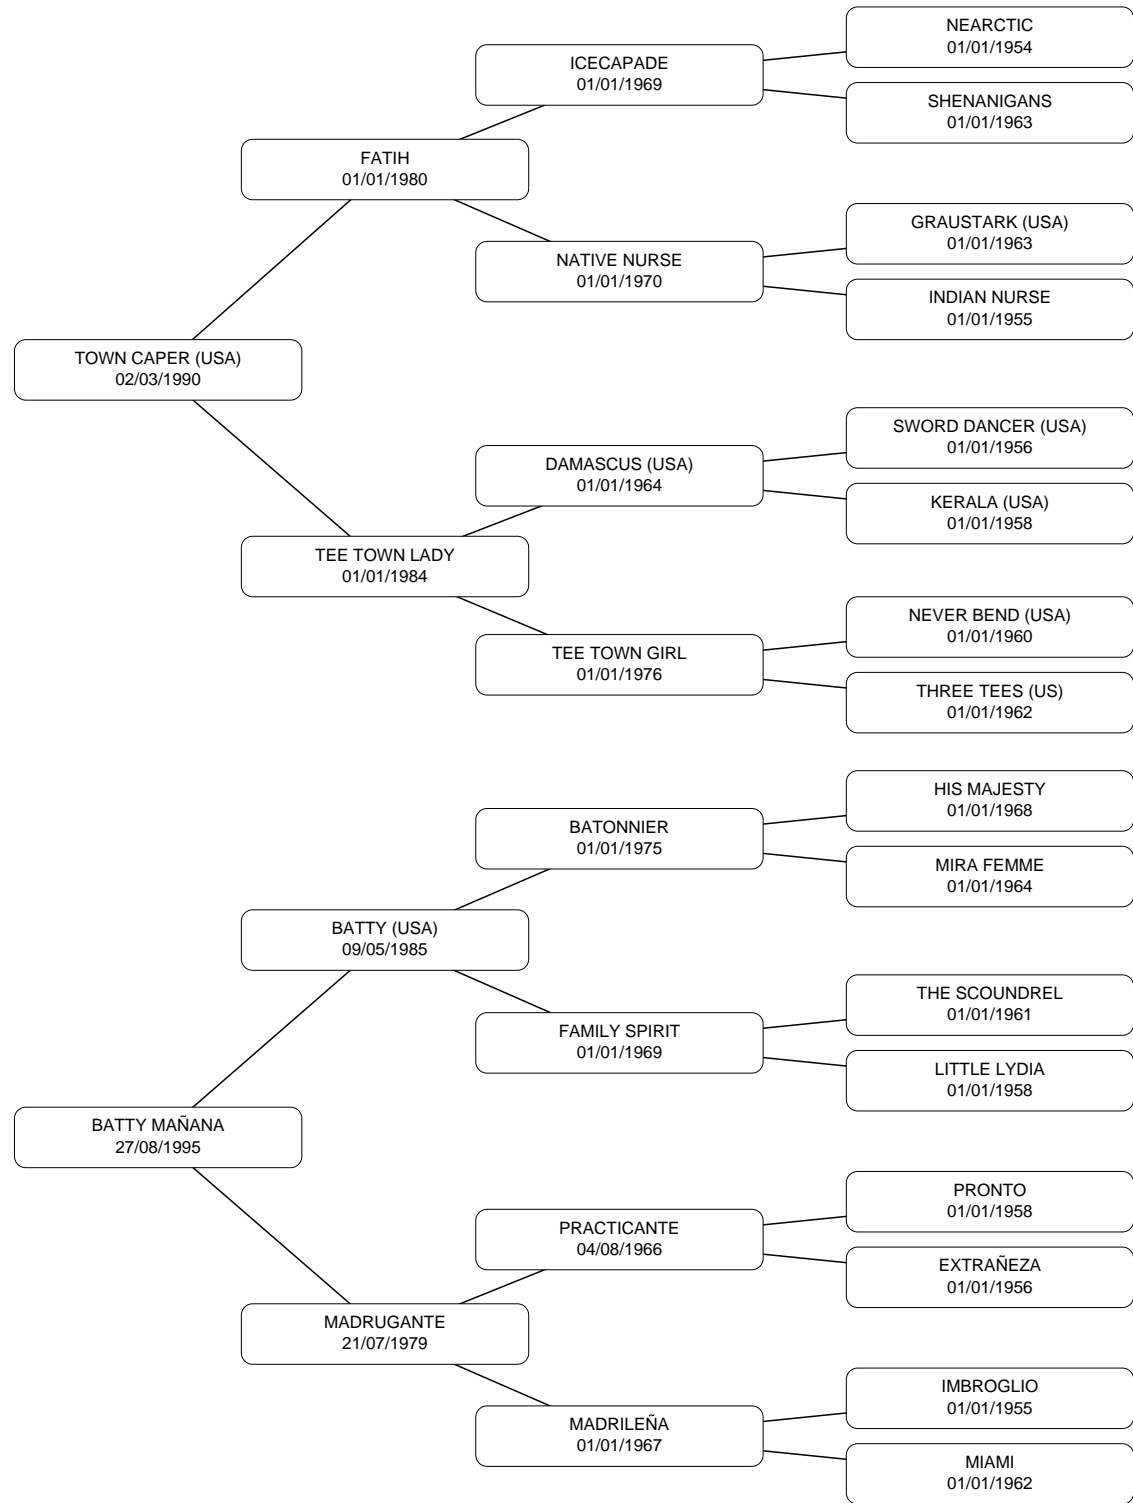 NEARCTIC
01/01/1954
ICECAPADE
01/01/1969
SHENANIGANS
01/01/1963
FATIH
01/01/1980
GRAUSTARK (USA)
01/01/1963
NATIVE NURSE
01/01/1970
INDIAN NURSE
01/01/1955
TOWN CAPER (USA)
02/03/1990
SWORD DANCER (USA)
01/01/1956
DAMASCUS (USA)
01/01/1964
KERALA (USA)
01/01/1958
TEE TOWN LADY
01/01/1984
NEVER BEND (USA)
01/01/1960
TEE TOWN GIRL
01/01/1976
THREE TEES (US)
01/01/1962
HIS MAJESTY
01/01/1968
BATONNIER
01/01/1975
MIRA FEMME
01/01/1964
BATTY (USA)
09/05/1985
THE SCOUNDREL
01/01/1961
FAMILY SPIRIT
01/01/1969
LITTLE LYDIA
01/01/1958
BATTY MAÑANA
27/08/1995
PRONTO
01/01/1958
PRACTICANTE
04/08/1966
EXTRAÑEZA
01/01/1956
MADRUGANTE
21/07/1979
IMBROGLIO
01/01/1955
MADRILEÑA
01/01/1967
MIAMI
01/01/1962